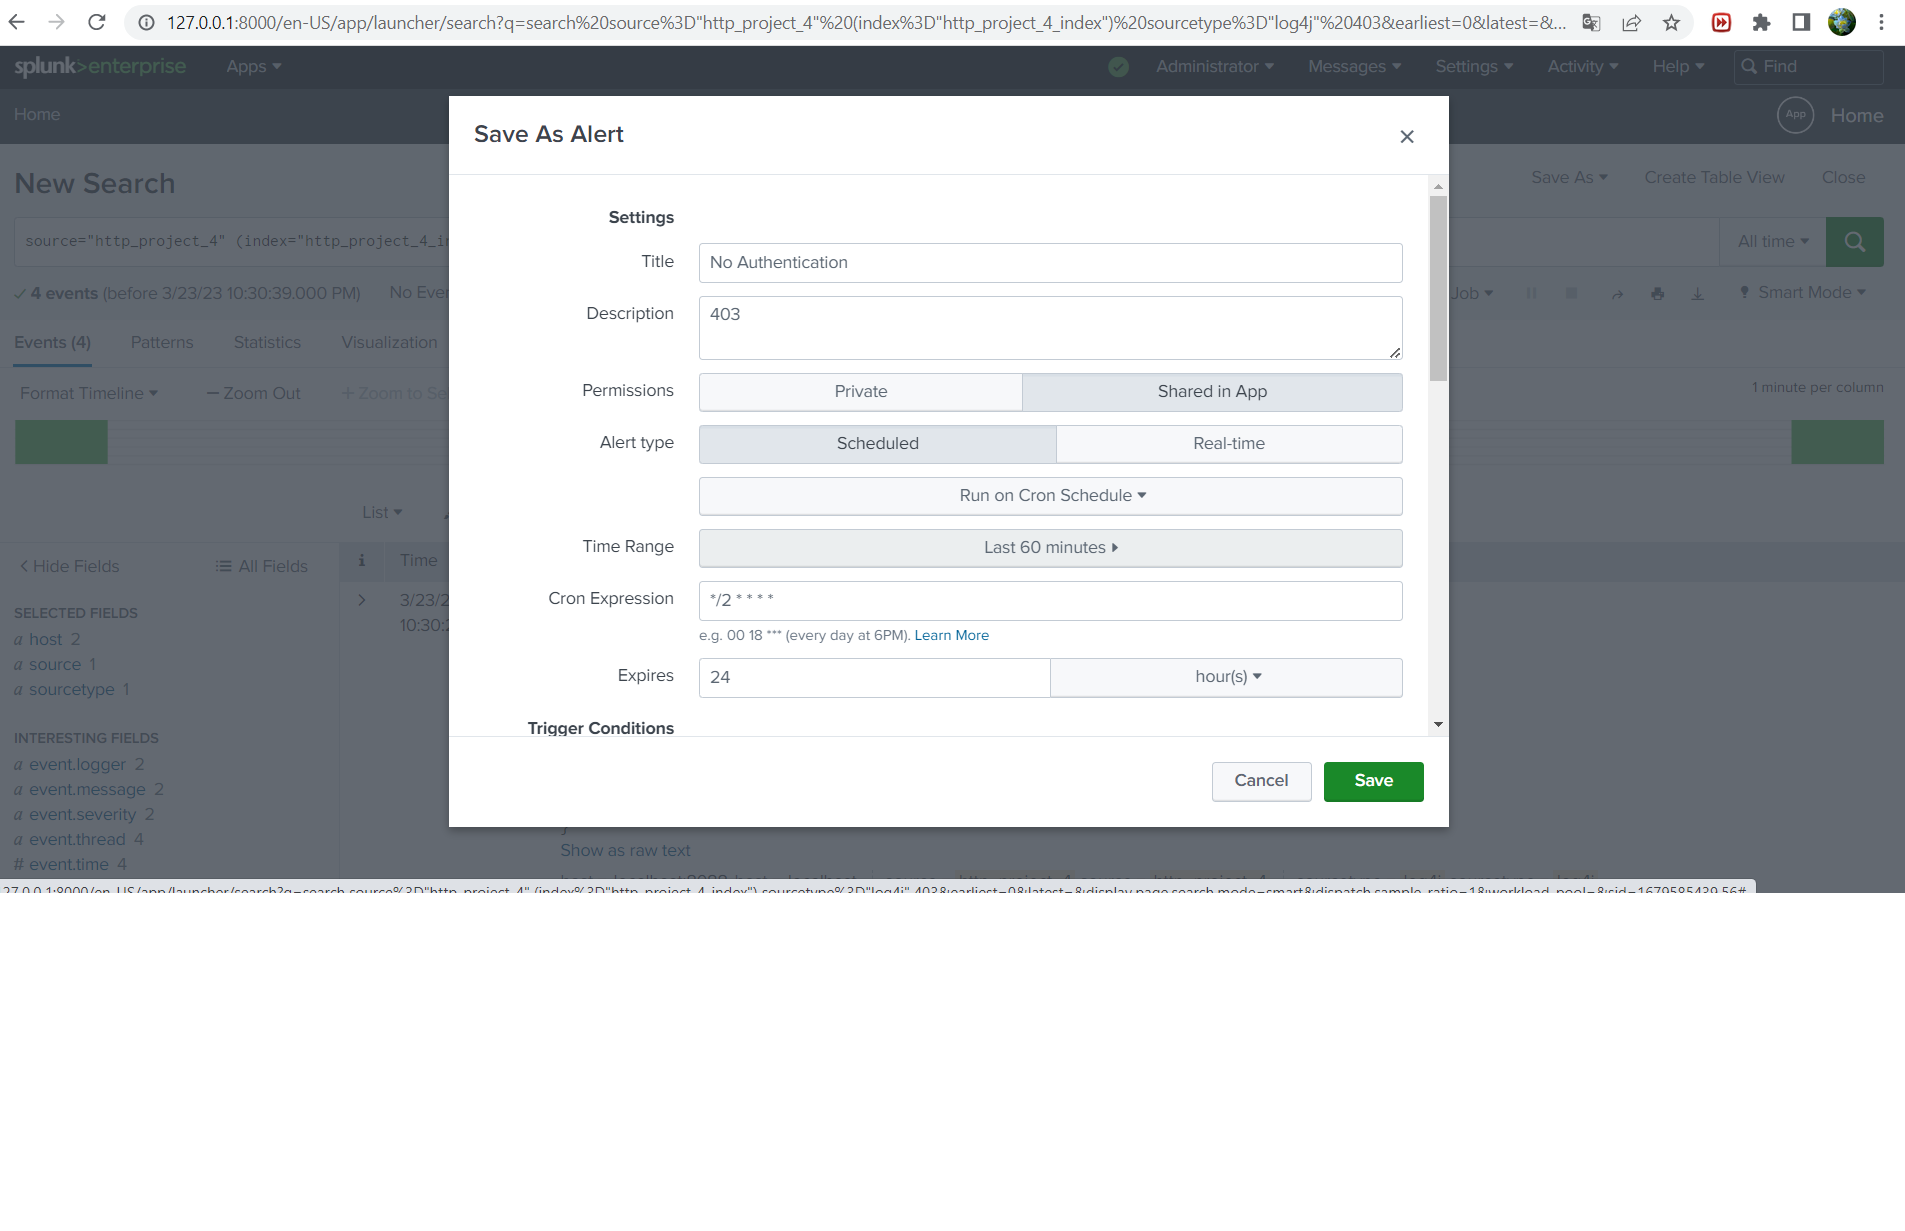 127.0.0.1:8000/en-US/app/launcher/search?q=search%20source%3D"http_project_4"%20(index%3D"http_project_4_index")%20sourcetype%3D"log4j"%20403&earliest=0&latest=&...
splunk>enterprise Apps Administrator Messages Settings Activity Help Find
Home App Home
Save As Alert
New Search Save As Create Table View Close
Settings
source="http_project_4" (index="http_project_4_in All time
Title No Authentication
✓ 4 events (before 3/23/23 10:30:39.000 PM) No Eve Job Smart Mode
Description 403
Events (4) Patterns Statistics Visualization
Format Timeline — Zoom Out + Zoom to Se 1 minute per column
Permissions Private Shared in App
Alert type Scheduled Real-time
Run on Cron Schedule
List
Time Range Last 60 minutes
< Hide Fields All Fields i Time
Cron Expression */2 * * * *
e.g. 00 18 *** (every day at 6PM). Learn More
SELECTED FIELDS 3/23/2
a host 2 10:30:2
a source 1
a sourcetype 1
Expires 24 hour(s)
Trigger Conditions
INTERESTING FIELDS
a event.logger 2
a event.message 2
a event.severity 2
a event.thread 4
# event.time 4
Cancel Save
}
Show as raw text
27.0.0.1:8000/en-US/app/launcher/search?q=search source%3D"http_project_4" (index%3D"http_project_4_index") sourcetype%3D"log4j" 403&earliest=0&latest=&display.page.search.mode=smart&dispatch.sample_ratio=1&workload_pool=&sid=1679585439.56#